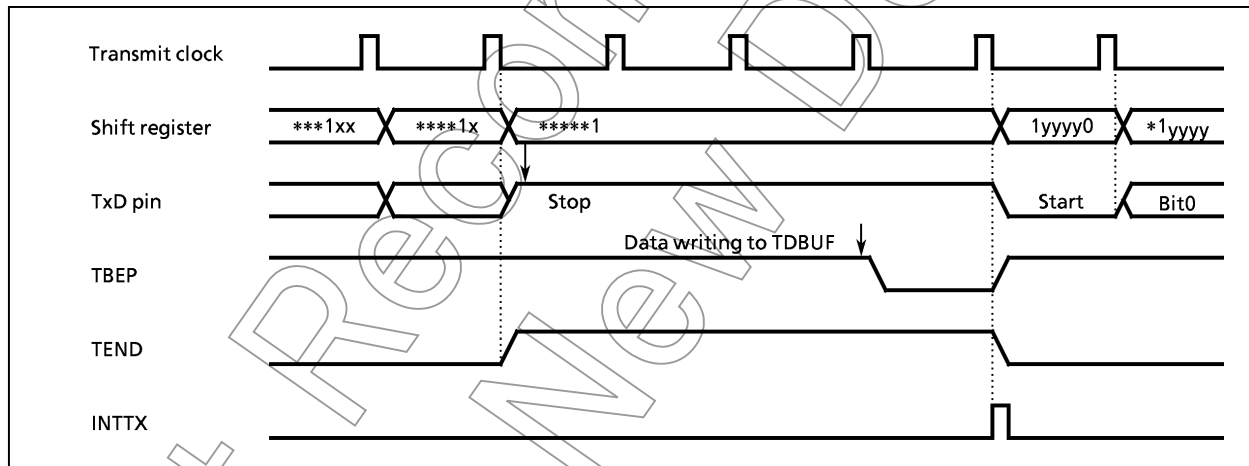 Transmit clock
Shift register ***1xx ****1x *****1 1yyyy0 *1yyyy
TxD pin Stop Start Bit0
Data writing to TDBUF
TBEP
TEND
INTTX